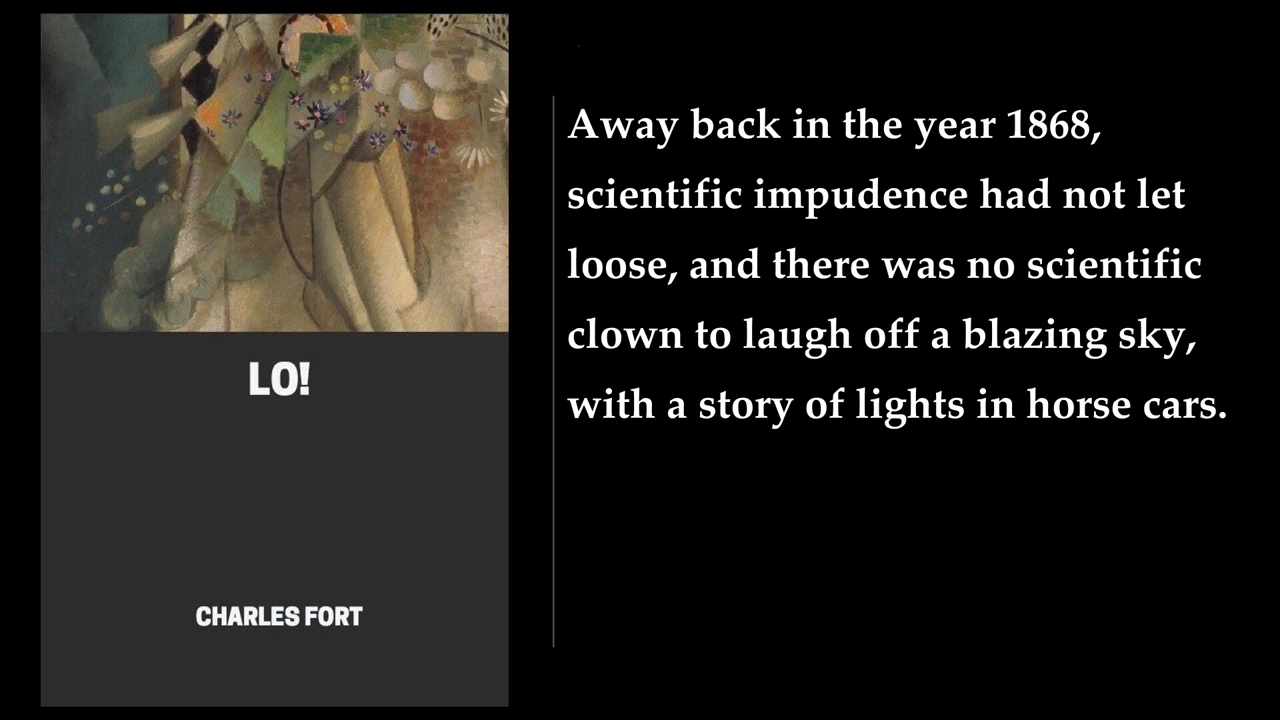 LO!
CHARLES FORT
Away back in the year 1868,
scientific impudence had not let
loose, and there was no scientific
clown to laugh off a blazing sky,
with a story of lights in horse cars.